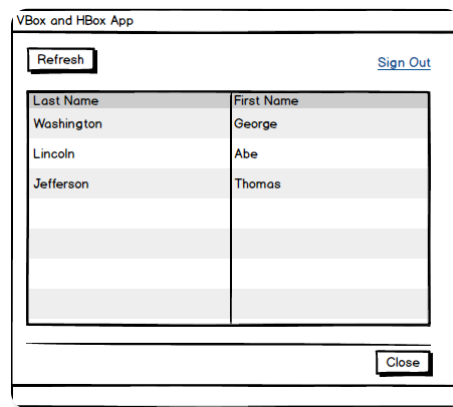 VBox and HBox App
Refresh
Sign Out
Last Name First Name
Washington George
Lincoln Abe
Jefferson Thomas
Close